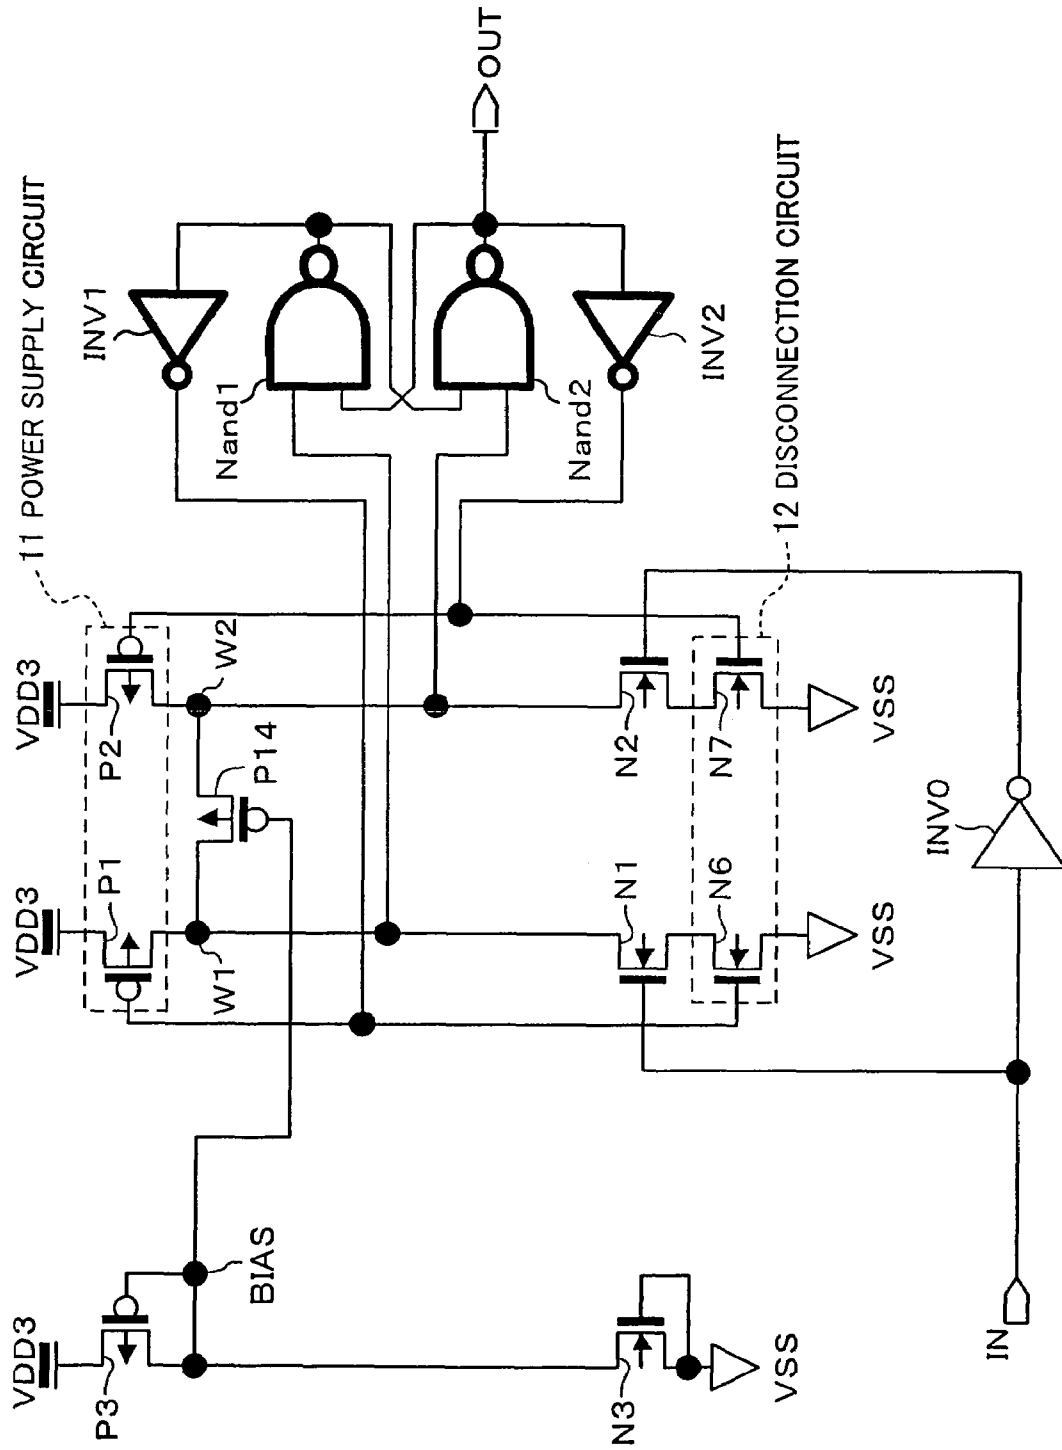 11 POWER SUPPLY CIRCUIT
VDD3
VDD3
VDD3
P3
P1
P2
W1
W2
P14
BIAS
INV1
Nand1
Nand2
INV2
OUT
12 DISCONNECTION CIRCUIT
N3
N1
N2
N6
N7
VSS
VSS
VSS
INV0
IN